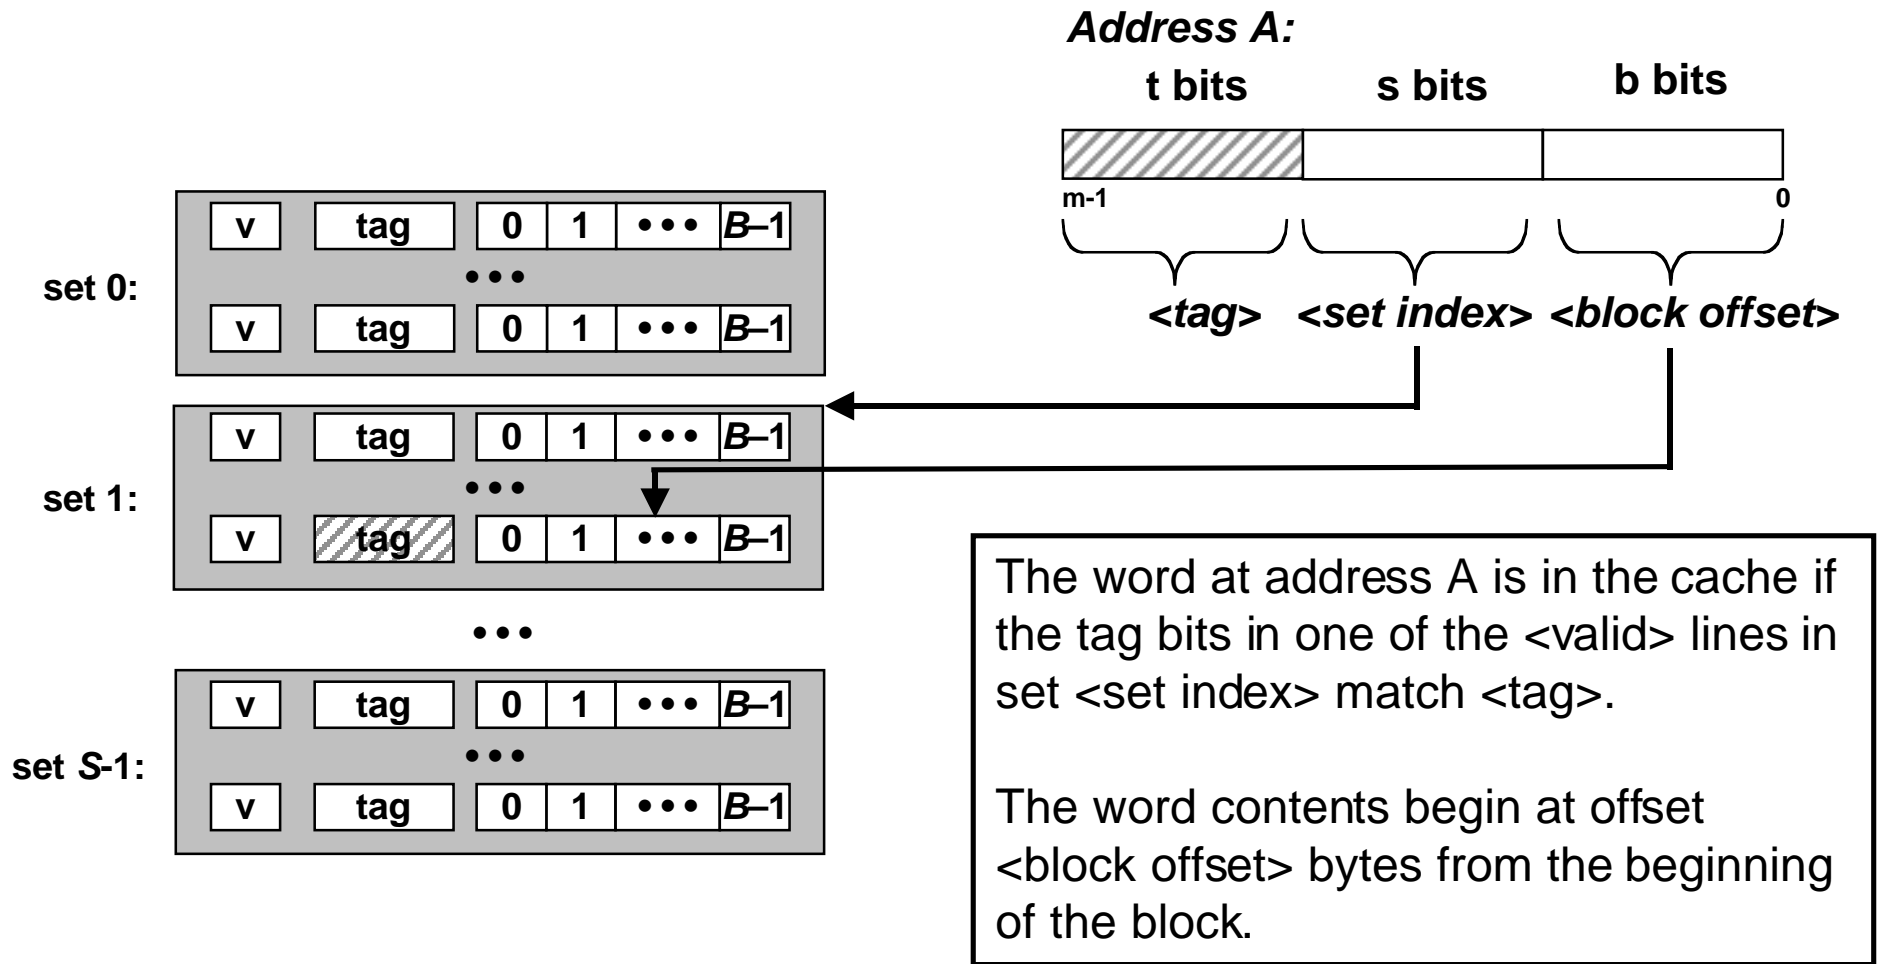 Address A:
t bits s bits b bits
m-1 0
<tag> <set index> <block offset>
set 0:
v tag 0 1 ••• B–1
•••
v tag 0 1 ••• B–1
set 1:
v tag 0 1 ••• B–1
•••
v tag 0 1 ••• B–1
•••
set S-1:
v tag 0 1 ••• B–1
•••
v tag 0 1 ••• B–1
The word at address A is in the cache if
the tag bits in one of the <valid> lines in
set <set index> match <tag>.
The word contents begin at offset
<block offset> bytes from the beginning
of the block.